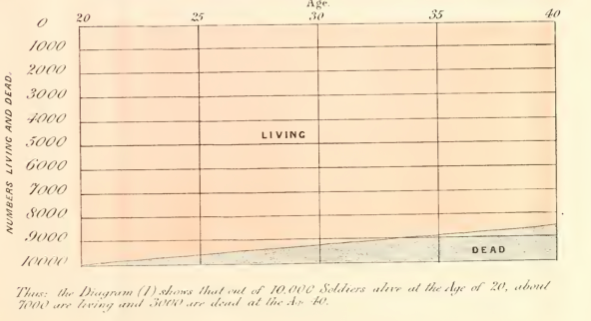 Age.
20 25 30 35 40
0
1000
2000
3000
4000
LIVING
5000
6000
7000
8000
9000
DEAD
10000
NUMBERS LIVING AND DEAD.
Thus: the Diagram (1) shows that out of 10,000 Soldiers alive at the Age of 20, about
7000 are living and 3000 are dead at the 40.